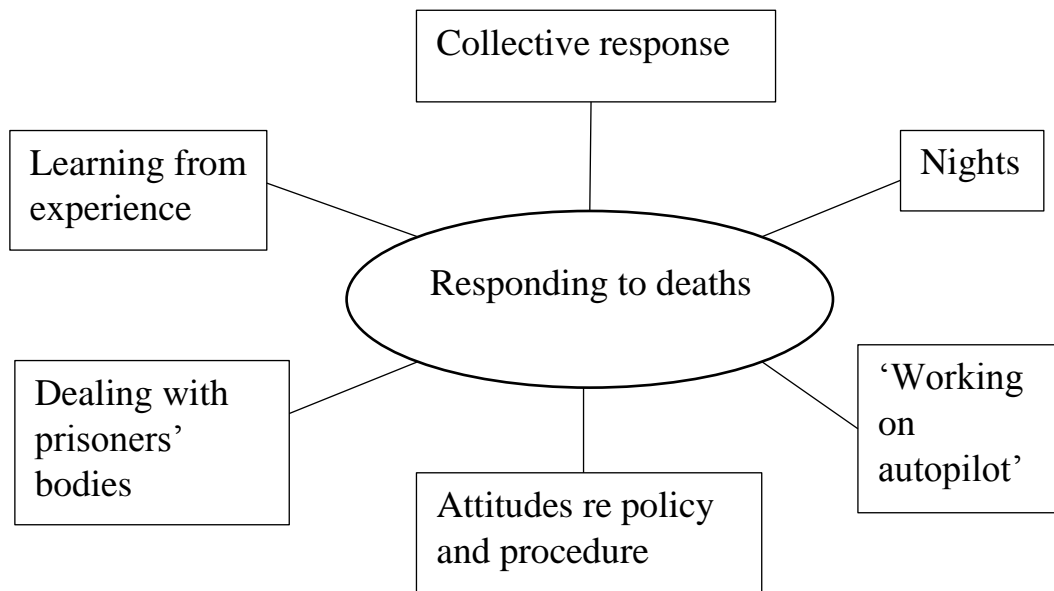 Collective response
Learning from
experience
Nights
Responding to deaths
Dealing with
prisoners’
bodies
‘Working
on
autopilot’
Attitudes re policy
and procedure